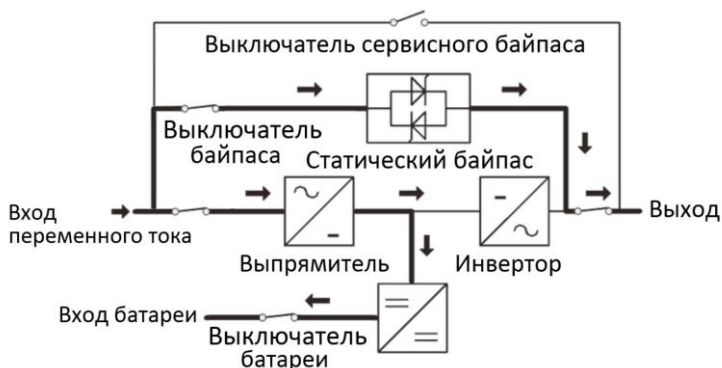 Выключатель сервисного байпаса
Выключатель
байпаса
Статический байпас
Вход
переменного тока
Выход
Выпрямитель
Инвертор
Вход батареи
Выключатель
батареи